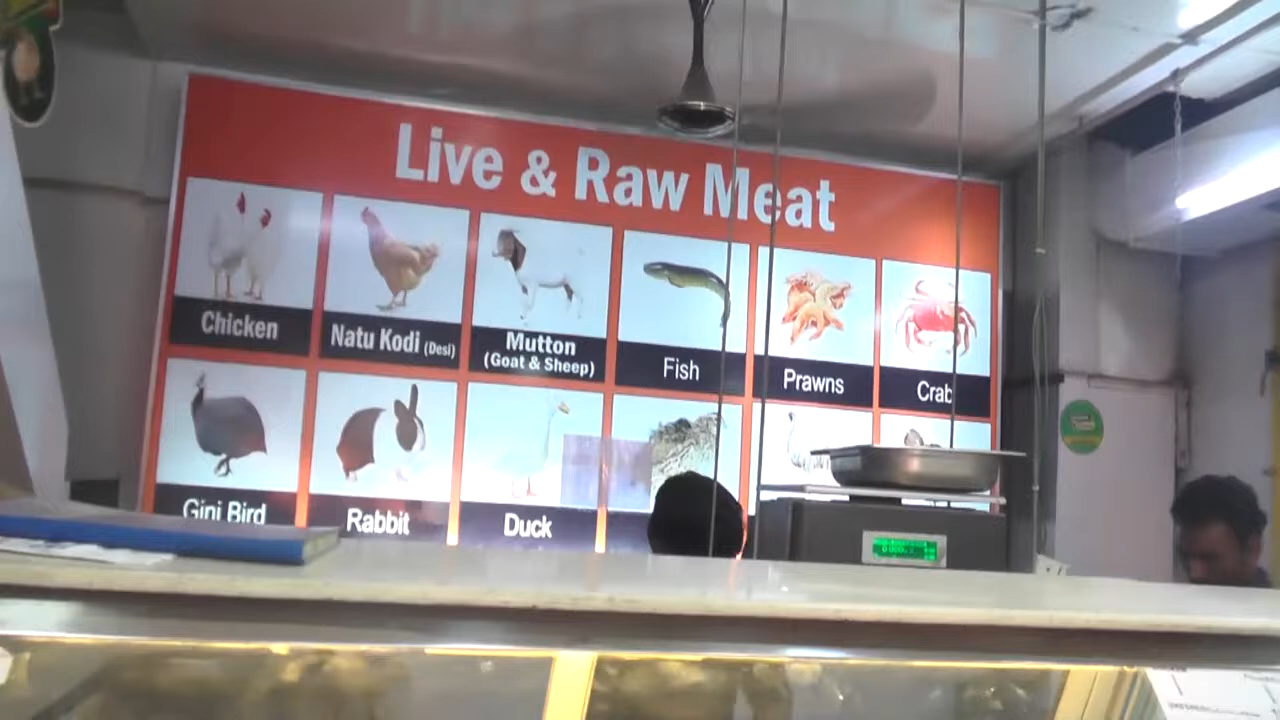 Live & Raw Meat
Chicken
Natu Kodi (Desi)
Mutton
(Goat & Sheep)
Fish
Prawns
Crab
Gini Bird
Rabbit
Duck